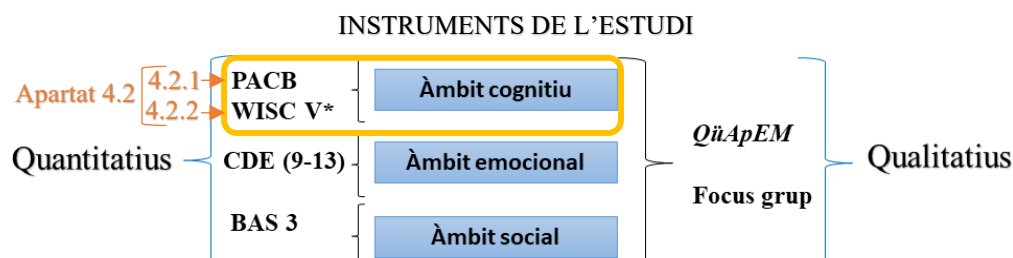 INSTRUMENTS DE L'ESTUDI
Apartat 4.2
4.2.1
4.2.2
PACB
WISC V*
Àmbit cognitiu
Quantitatius
CDE (9-13)
Àmbit emocional
BAS 3
Àmbit social
QüApEM
Focus grup
Qualitatius